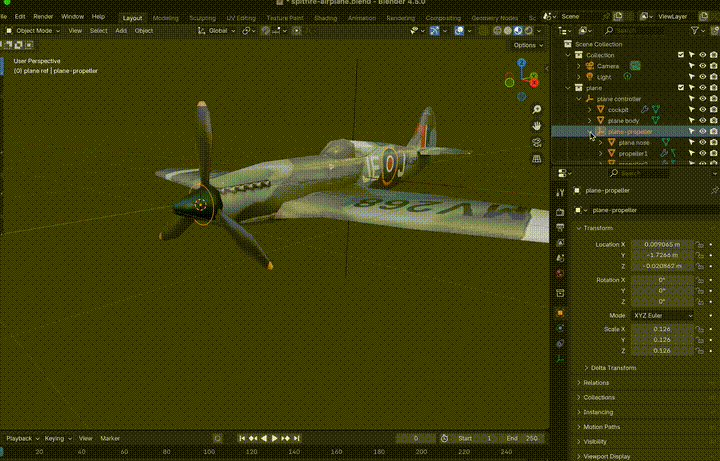 * spitfire-airplane.blend - Blender 4.5.0
File Edit Render Window Help Layout Modeling Sculpting UV Editing Texture Paint Shading Animation Rendering Compositing Geometry Nodes Scene ViewLayer
Object Mode View Select Add Object Global
Options
User Perspective
(0) plane ref | plane-propeller
Search
Scene Collection
Collection
Camera
Light
plane
plane controller
cockpit
plane body
plane-propeller
plane nose
propeller1
Search
plane-propeller
plane-propeller
Transform
Location X 0.009065 m
Y -1.7266 m
Z -0.020862 m
Rotation X 0°
Y 0°
Z 0°
Mode XYZ Euler
Scale X 0.126
Y 0.126
Z 0.126
Delta Transform
Relations
Collections
Instancing
Motion Paths
Visibility
Viewport Display
E J
MV268
Playback Keying View Marker 0 Start 1 End 250
20 40 60 80 100 120 140 160 180 200 220 240